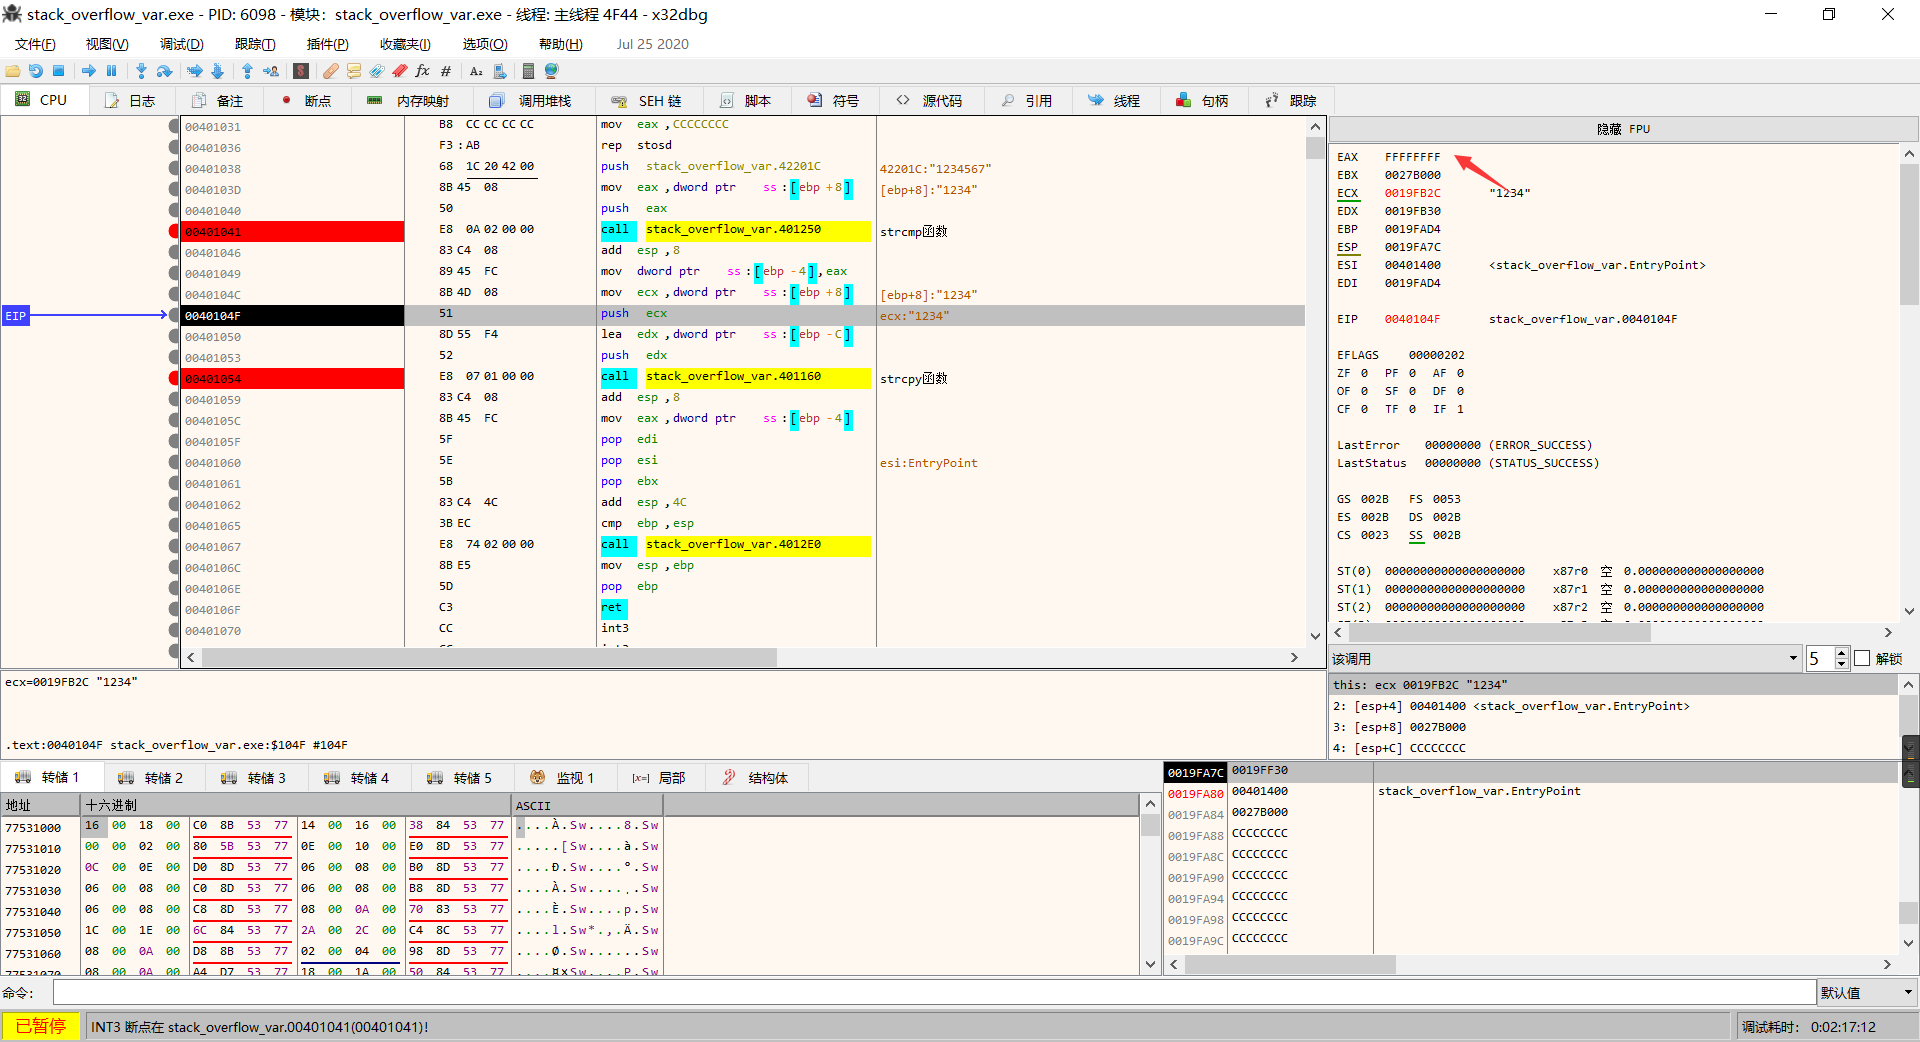 stack_overflow_var.exe - PID: 6098 - 模块: stack_overflow_var.exe - 线程: 主线程 4F44 - x32dbg
文件(F) 视图(V) 调试(D) 跟踪(T) 插件(P) 收藏夹(I) 选项(O) 帮助(H) Jul 25 2020
CPU 日志 备注 断点 内存映射 调用堆栈 SEH 链 脚本 符号 源代码 引用 线程 句柄 跟踪
00401031 B8 CC CC CC CC mov eax,CCCCCCCC
00401036 F3:AB rep stosd
00401038 68 1C 20 42 00 push stack_overflow_var.42201C 42201C:"1234567"
0040103D 8B 45 08 mov eax,dword ptr ss:[ebp+8] [ebp+8]:"1234"
00401040 50 push eax
00401041 E8 0A 02 00 00 call stack_overflow_var.401250 strcmp函数
00401046 83 C4 08 add esp,8
00401049 89 45 FC mov dword ptr ss:[ebp-4],eax
0040104C 8B 4D 08 mov ecx,dword ptr ss:[ebp+8] [ebp+8]:"1234"
EIP 0040104F 51 push ecx ecx:"1234"
00401050 8D 55 F4 lea edx,dword ptr ss:[ebp-C]
00401053 52 push edx
00401054 E8 07 01 00 00 call stack_overflow_var.401160 strcpy函数
00401059 83 C4 08 add esp,8
0040105C 8B 45 FC mov eax,dword ptr ss:[ebp-4]
0040105F 5F pop edi
00401060 5E pop esi esi:EntryPoint
00401061 5B pop ebx
00401062 83 C4 4C add esp,4C
00401065 3B EC cmp ebp,esp
00401067 E8 74 02 00 00 call stack_overflow_var.4012E0
0040106C 8B E5 mov esp,ebp
0040106E 5D pop ebp
0040106F C3 ret
00401070 CC int3
隐藏 FPU
EAX FFFFFFFF
EBX 0027B000
ECX 0019FB2C "1234"
EDX 0019FB30
EBP 0019FAD4
ESP 0019FA7C
ESI 00401400 <stack_overflow_var.EntryPoint>
EDI 0019FAD4
EIP 0040104F stack_overflow_var.0040104F
EFLAGS 00000202
ZF 0 PF 0 AF 0
OF 0 SF 0 DF 0
CF 0 TF 0 IF 1
LastError 00000000 (ERROR_SUCCESS)
LastStatus 00000000 (STATUS_SUCCESS)
GS 002B FS 0053
ES 002B DS 002B
CS 0023 SS 002B
ST(0) 00000000000000000000 x87r0 空 0.000000000000000000
ST(1) 00000000000000000000 x87r1 空 0.000000000000000000
ST(2) 00000000000000000000 x87r2 空 0.000000000000000000
该调用 5 解锁
this: ecx 0019FB2C "1234"
2: [esp+4] 00401400 <stack_overflow_var.EntryPoint>
3: [esp+8] 0027B000
4: [esp+C] CCCCCCCC
ecx=0019FB2C "1234"
.text:0040104F stack_overflow_var.exe:$104F #104F
转储 1 转储 2 转储 3 转储 4 转储 5 监视 1 [x=] 局部 结构体
地址 十六进制 ASCII
77531000 16 00 18 00 C0 8B 53 77 14 00 16 00 38 84 53 77 ....À.Sw....8.Sw
77531010 00 00 02 00 80 5B 53 77 0E 00 10 00 E0 8D 53 77 .....[Sw....à.Sw
77531020 0C 00 0E 00 D0 8D 53 77 06 00 08 00 B0 8D 53 77 ....Ð.Sw....°.Sw
77531030 06 00 08 00 C0 8D 53 77 06 00 08 00 B8 8D 53 77 ....À.Sw....¸.Sw
77531040 06 00 08 00 C8 8D 53 77 08 00 0A 00 70 83 53 77 ....È.Sw....p.Sw
77531050 1C 00 1E 00 6C 84 53 77 2A 00 2C 00 C4 8C 53 77 ....l.Sw*.,.Ä.Sw
77531060 08 00 0A 00 D8 8B 53 77 02 00 04 00 98 8D 53 77 ....Ø.Sw......Sw
77531070 08 00 0A 00 A4 D7 53 77 18 00 1A 00 50 84 53 77 ....¤×Sw....P.Sw
0019FA7C 0019FF30
0019FA80 00401400 stack_overflow_var.EntryPoint
0019FA84 0027B000
0019FA88 CCCCCCCC
0019FA8C CCCCCCCC
0019FA90 CCCCCCCC
0019FA94 CCCCCCCC
0019FA98 CCCCCCCC
0019FA9C CCCCCCCC
命令: 默认值
已暂停 INT3 断点在 stack_overflow_var.00401041(00401041)! 调试耗时: 0:02:17:12